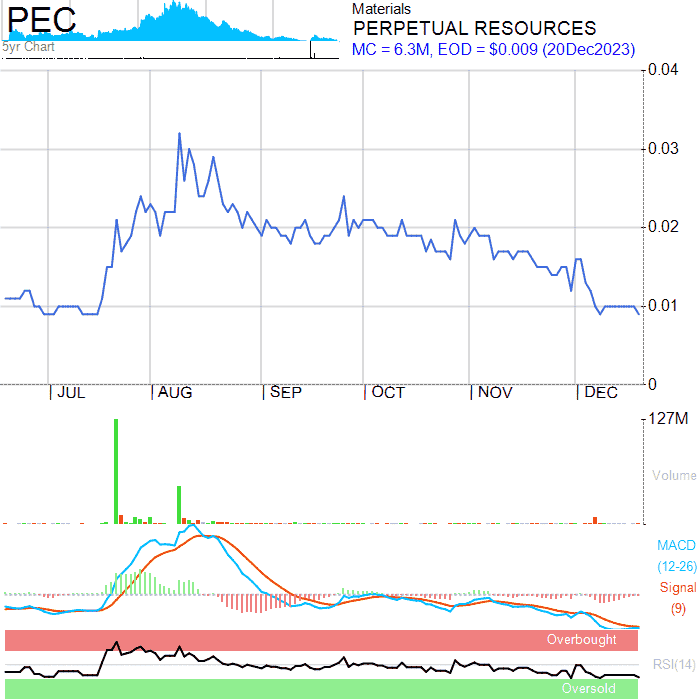 PEC
5yr Chart
Materials
PERPETUAL RESOURCES
MC = 6.3M, EOD = $0.009 (20Dec2023)
0.04
0.03
0.02
0.01
0
JUL AUG SEP OCT NOV DEC
127M
Volume
MACD
(12-26)
Signal
(9)
Overbought
RSI(14)
Oversold